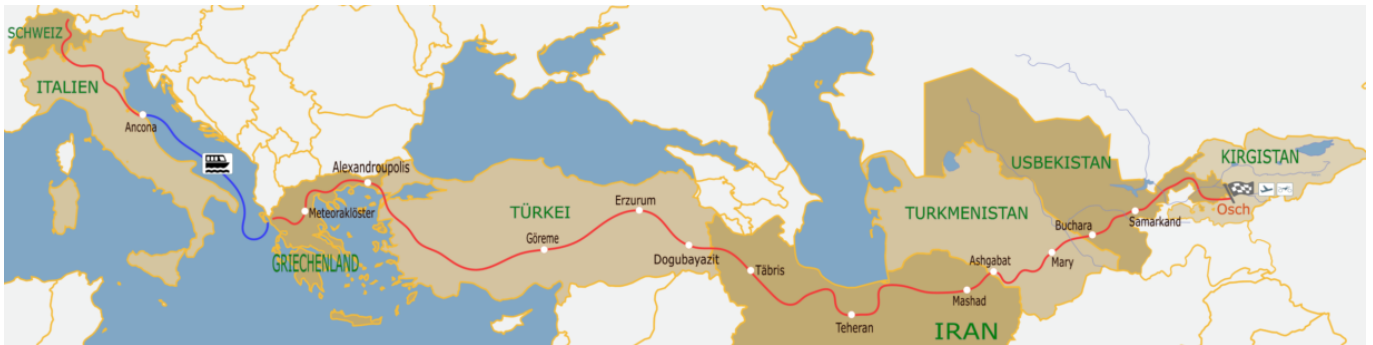 SCHWEIZ
ITALIEN
Ancona
Alexandroupolis
Meteoraklöster
GRIECHENLAND
TÜRKEI
Göreme
Erzurum
Dogubayazit
Täbris
Teheran
IRAN
Mashad
Ashgabat
Mary
TURKMENISTAN
Buchara
USBEKISTAN
Samarkand
KIRGISTAN
Osch